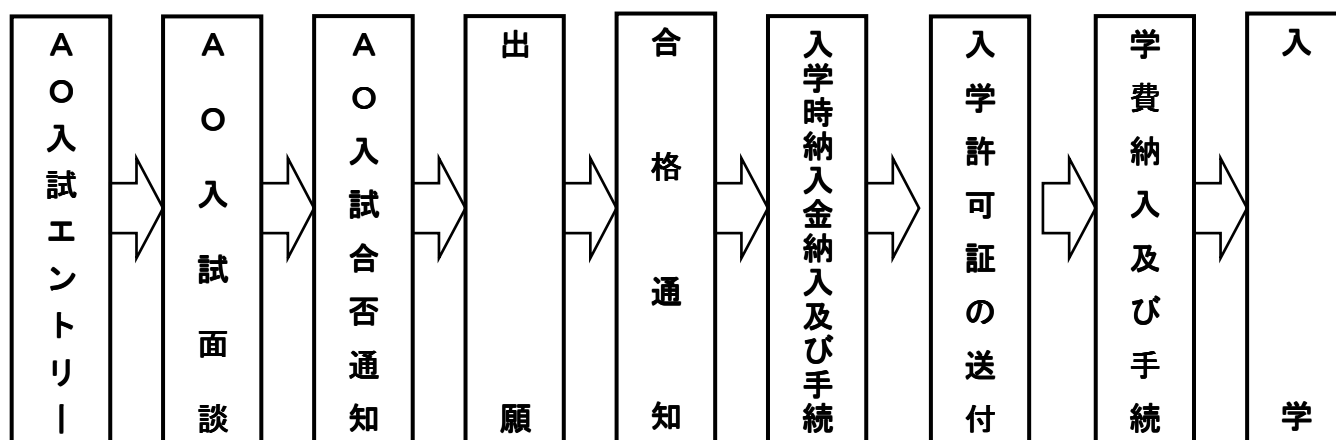 AO入試エントリー
AO入試面談
AO入試合否通知
出願
合格通知
入学時納入金納入及び手続
入学許可証の送付
学費納入及び手続
入学